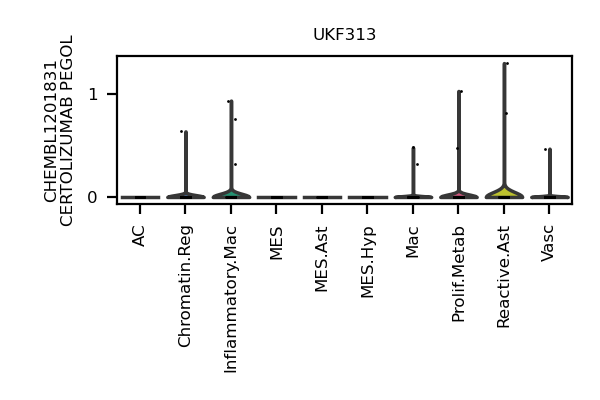 UKF313
CHEMBL1201831
CERTOLIZUMAB PEGOL
1
0
AC
Chromatin.Reg
Inflammatory.Mac
MES
MES.Ast
MES.Hyp
Mac
Prolif.Metab
Reactive.Ast
Vasc